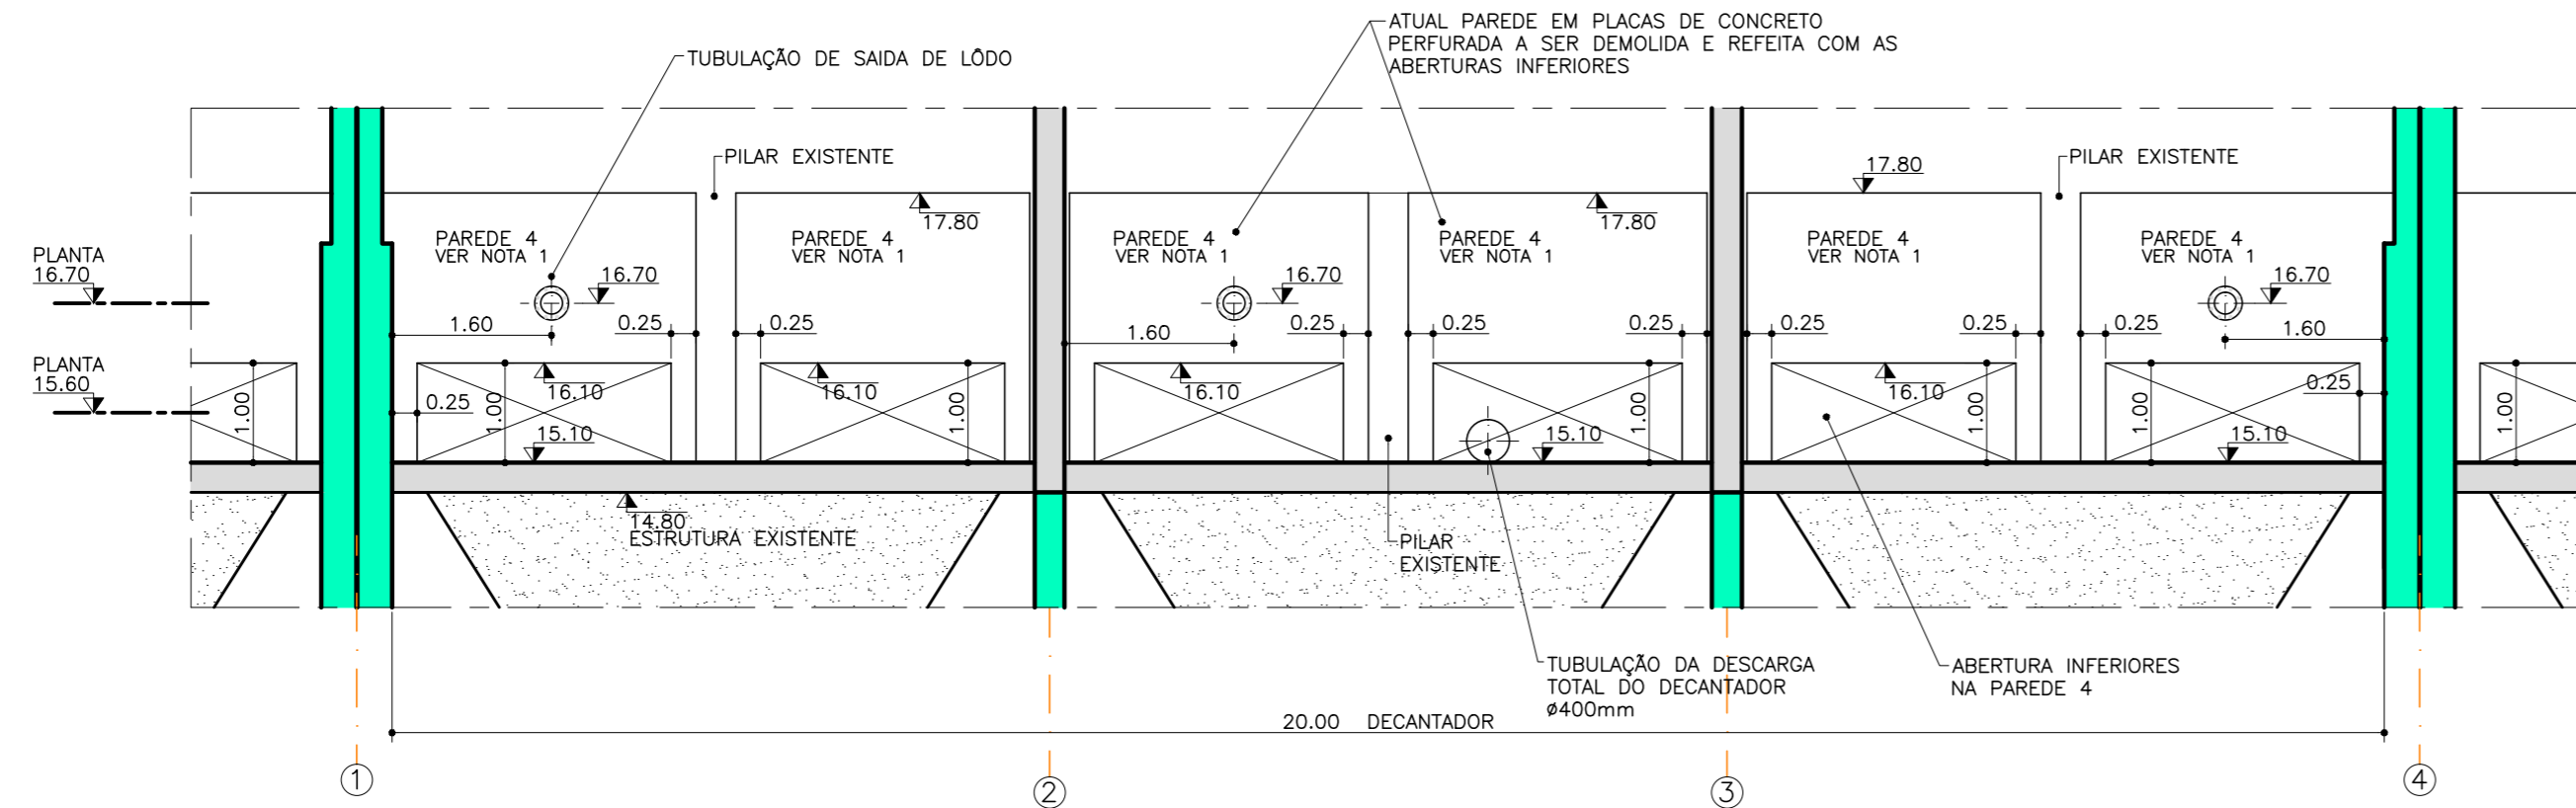 ATUAL PAREDE EM PLACAS DE CONCRETO
PERFURADA A SER DEMOLIDA E REFEITA COM AS
ABERTURAS INFERIORES
TUBULAÇÃO DE SAIDA DE LÔDO
PILAR EXISTENTE
PILAR EXISTENTE
17.80
17.80
17.80
PAREDE 4
VER NOTA 1
PAREDE 4
VER NOTA 1
PAREDE 4
VER NOTA 1
PAREDE 4
VER NOTA 1
PAREDE 4
VER NOTA 1
PAREDE 4
VER NOTA 1
PLANTA
16.70
16.70
16.70
16.70
1.60
0.25
0.25
1.60
0.25
0.25
0.25
0.25
0.25
0.25
1.60
PLANTA
15.60
1.00
0.25
1.00
16.10
15.10
16.10
1.00
16.10
15.10
1.00
16.10
1.00
1.00
15.10
0.25
1.00
14.80
ESTRUTURA EXISTENTE
PILAR
EXISTENTE
TUBULAÇÃO DA DESCARGA
TOTAL DO DECANTADOR
ø400mm
ABERTURA INFERIORES
NA PAREDE 4
20.00 DECANTADOR
1
2
3
4